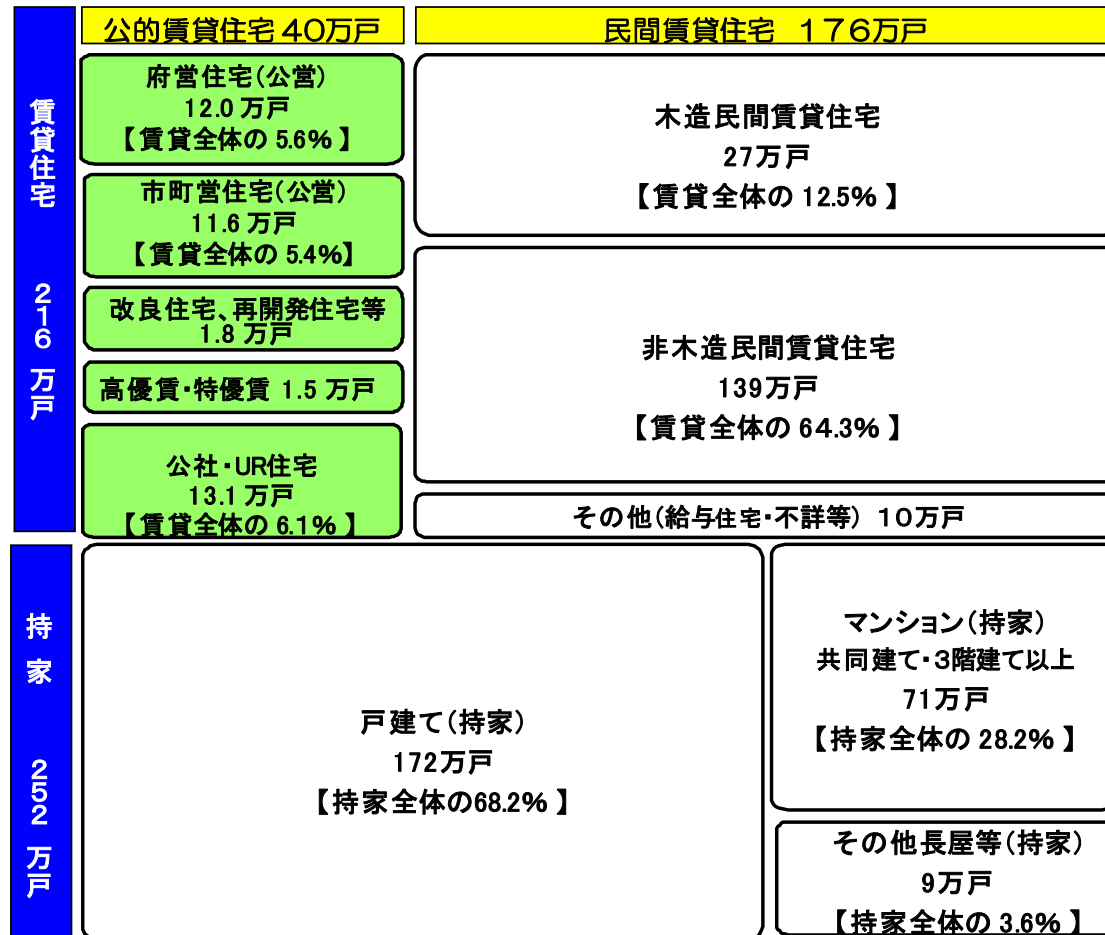 賃貸住宅 216万戸
公的賃貸住宅 40万戸
府営住宅(公営)
12.0 万戸
【賃貸全体の 5.6% 】
市町営住宅(公営)
11.6 万戸
【賃貸全体の 5.4%】
改良住宅、再開発住宅等
1.8 万戸
高優賃・特優賃 1.5 万戸
公社・UR住宅
13.1 万戸
【賃貸全体の 6.1% 】
民間賃貸住宅 176万戸
木造民間賃貸住宅
27万戸
【賃貸全体の 12.5% 】
非木造民間賃貸住宅
139万戸
【賃貸全体の 64.3% 】
その他(給与住宅・不詳等) 10万戸
持家 252万戸
戸建て(持家)
172万戸
【持家全体の68.2% 】
マンション(持家)
共同建て・3階建て以上
71万戸
【持家全体の 28.2% 】
その他長屋等(持家)
9万戸
【持家全体の 3.6% 】